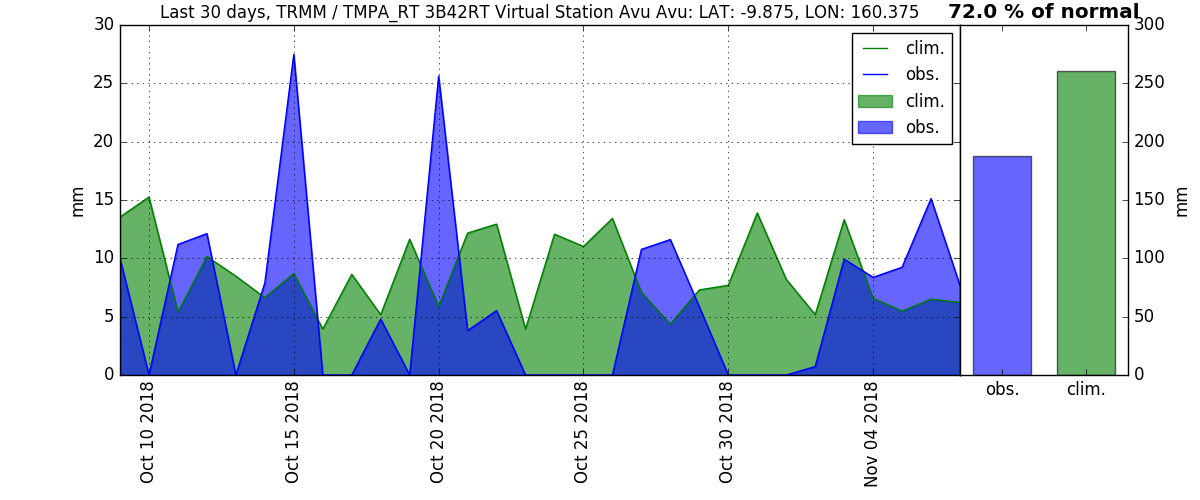 Last 30 days, TRMM / TMPA_RT 3B42RT Virtual Station Avu Avu: LAT: -9.875, LON: 160.375
72.0 % of normal
mm
30
25
20
15
10
5
0
clim.
obs.
clim.
obs.
Oct 10 2018
Oct 15 2018
Oct 20 2018
Oct 25 2018
Oct 30 2018
Nov 04 2018
300
250
200
150
100
50
0
mm
obs.
clim.